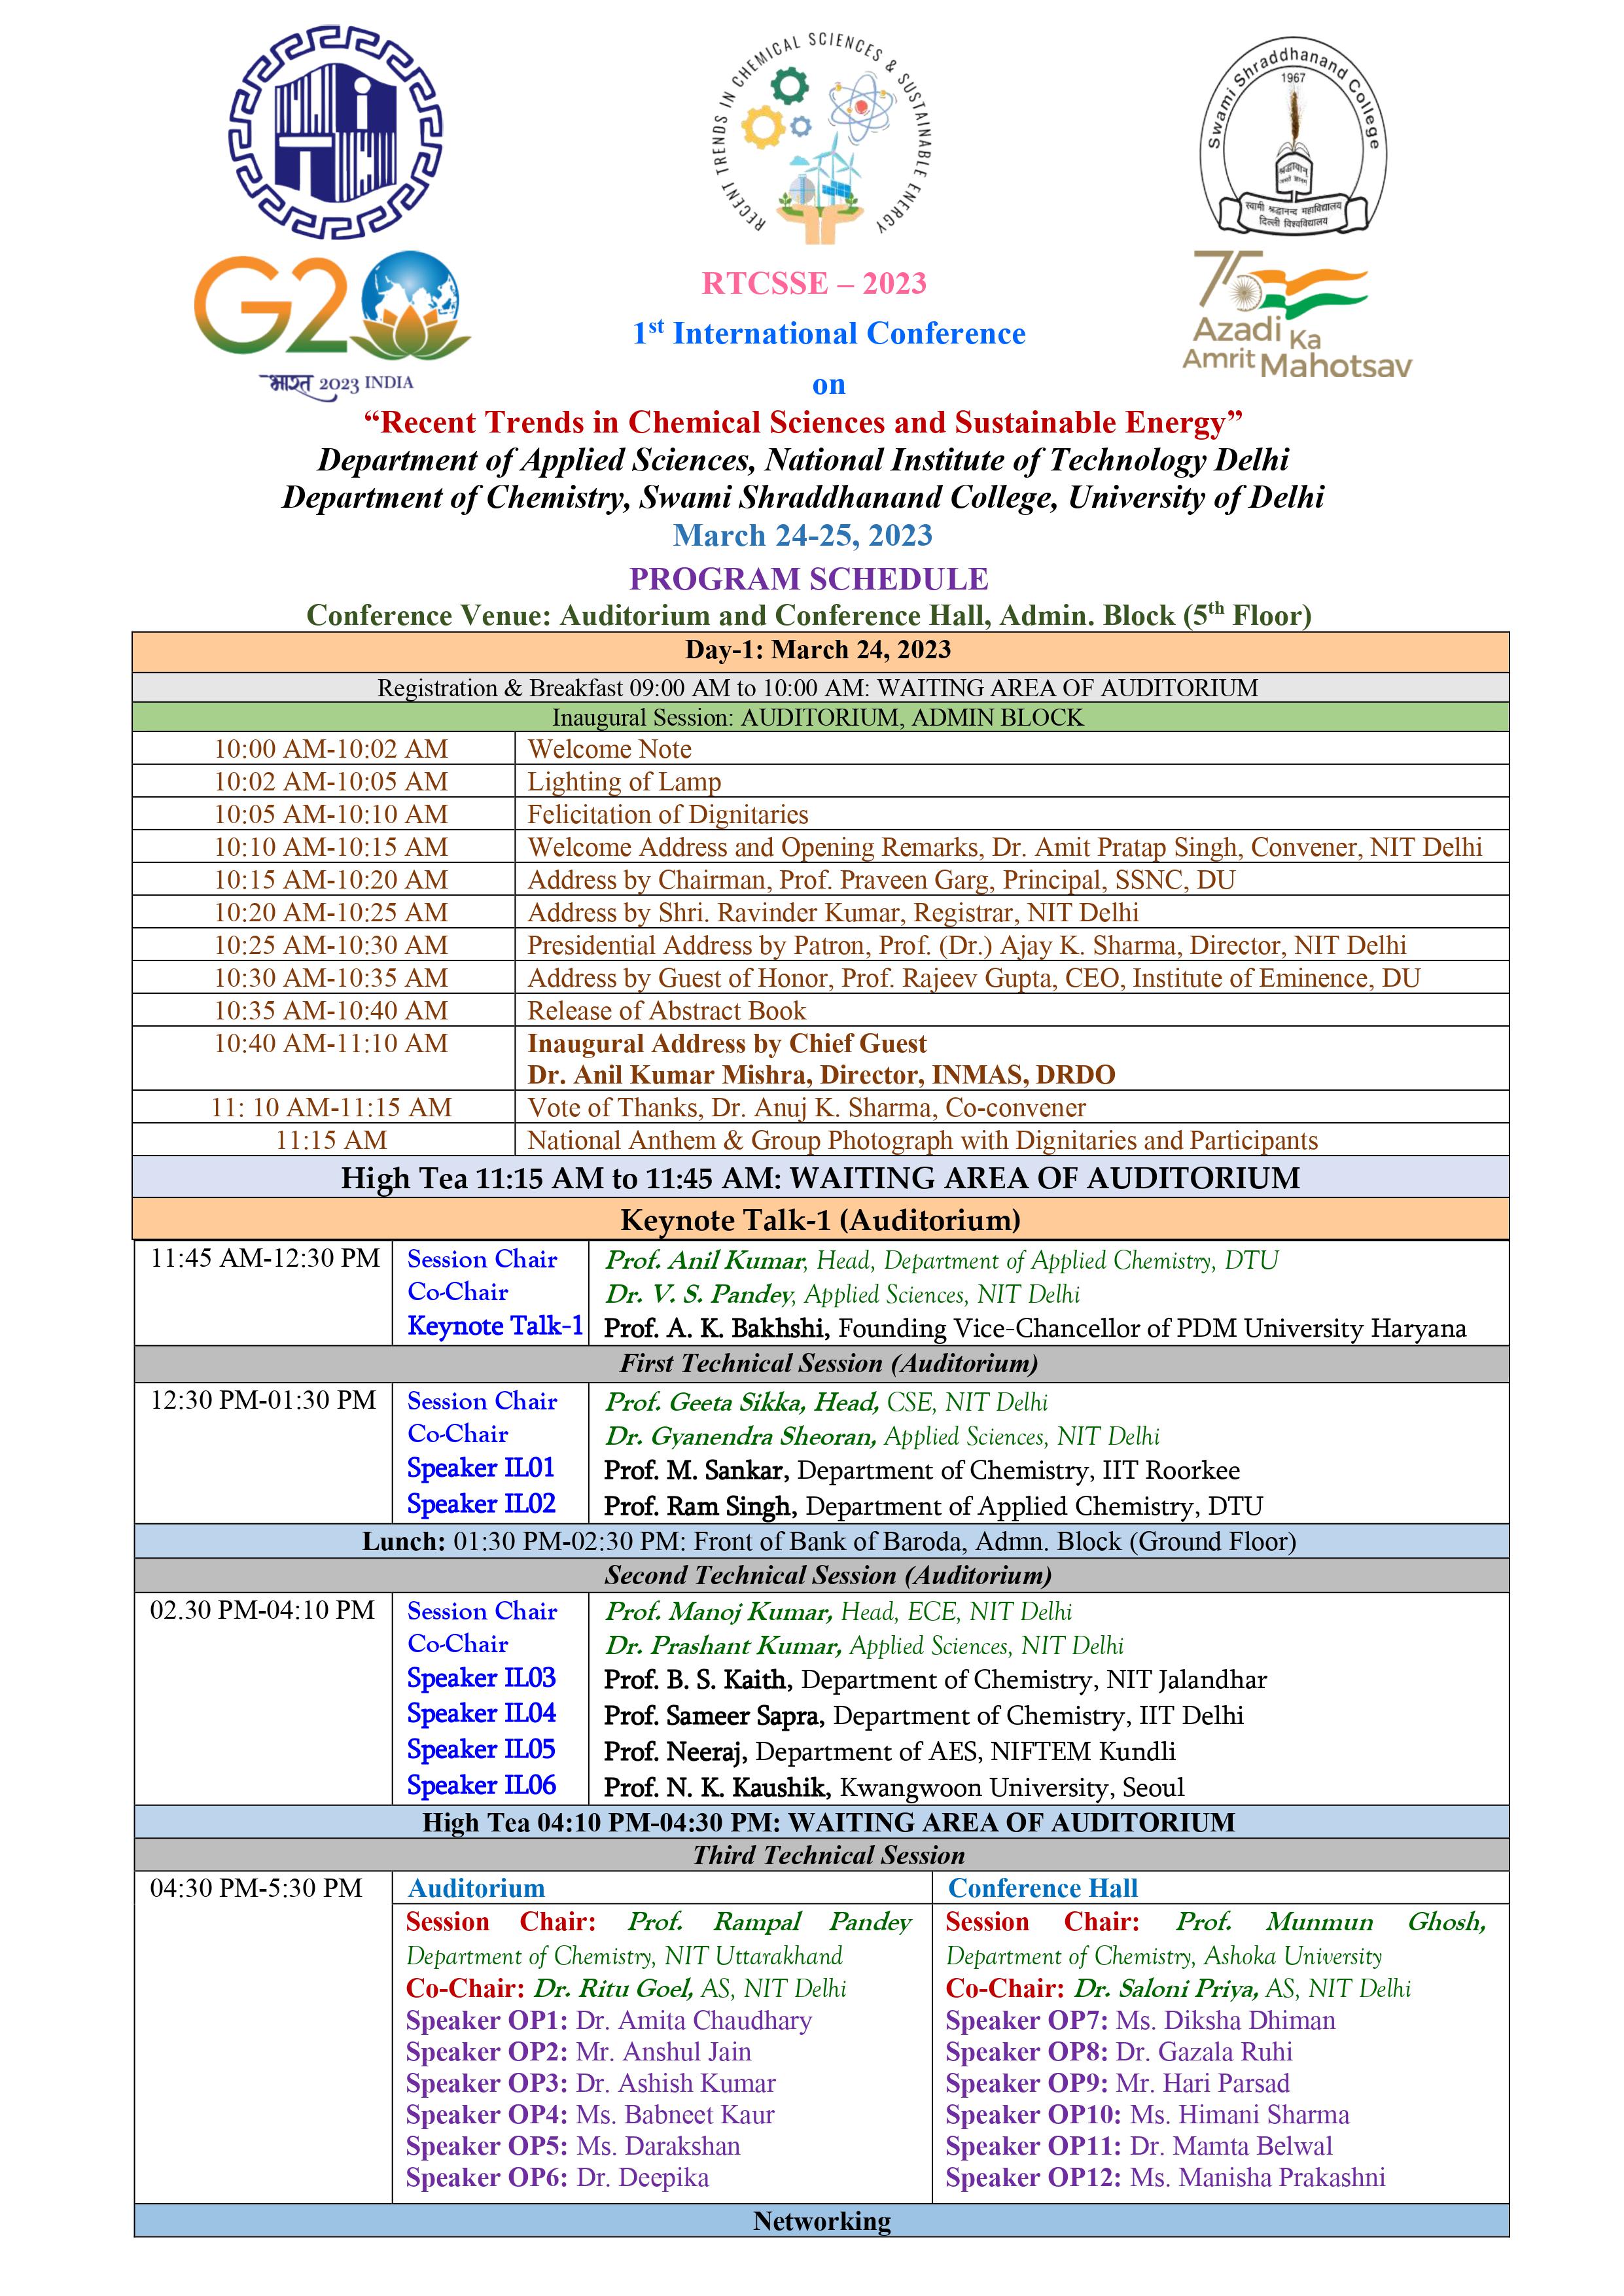 RECENT TRENDS IN CHEMICAL SCIENCES & SUSTAINABLE ENERGY
Swami Shraddhanand College
1967
स्वामी श्रद्धानन्द महाविद्यालय
दिल्ली विश्वविद्यालय
G20
भारत 2023 INDIA
75
Azadi Ka
Amrit Mahotsav
RTCSSE – 2023
1st International Conference
on
“Recent Trends in Chemical Sciences and Sustainable Energy”
Department of Applied Sciences, National Institute of Technology Delhi
Department of Chemistry, Swami Shraddhanand College, University of Delhi
March 24-25, 2023
PROGRAM SCHEDULE
Conference Venue: Auditorium and Conference Hall, Admin. Block (5th Floor)
Day-1: March 24, 2023
Registration & Breakfast 09:00 AM to 10:00 AM: WAITING AREA OF AUDITORIUM
Inaugural Session: AUDITORIUM, ADMIN BLOCK
10:00 AM-10:02 AM Welcome Note
10:02 AM-10:05 AM Lighting of Lamp
10:05 AM-10:10 AM Felicitation of Dignitaries
10:10 AM-10:15 AM Welcome Address and Opening Remarks, Dr. Amit Pratap Singh, Convener, NIT Delhi
10:15 AM-10:20 AM Address by Chairman, Prof. Praveen Garg, Principal, SSNC, DU
10:20 AM-10:25 AM Address by Shri. Ravinder Kumar, Registrar, NIT Delhi
10:25 AM-10:30 AM Presidential Address by Patron, Prof. (Dr.) Ajay K. Sharma, Director, NIT Delhi
10:30 AM-10:35 AM Address by Guest of Honor, Prof. Rajeev Gupta, CEO, Institute of Eminence, DU
10:35 AM-10:40 AM Release of Abstract Book
10:40 AM-11:10 AM Inaugural Address by Chief Guest
Dr. Anil Kumar Mishra, Director, INMAS, DRDO
11: 10 AM-11:15 AM Vote of Thanks, Dr. Anuj K. Sharma, Co-convener
11:15 AM National Anthem & Group Photograph with Dignitaries and Participants
High Tea 11:15 AM to 11:45 AM: WAITING AREA OF AUDITORIUM
Keynote Talk-1 (Auditorium)
11:45 AM-12:30 PM Session Chair Prof. Anil Kumar, Head, Department of Applied Chemistry, DTU
Co-Chair Dr. V. S. Pandey, Applied Sciences, NIT Delhi
Keynote Talk-1 Prof. A. K. Bakhshi, Founding Vice-Chancellor of PDM University Haryana
First Technical Session (Auditorium)
12:30 PM-01:30 PM Session Chair Prof. Geeta Sikka, Head, CSE, NIT Delhi
Co-Chair Dr. Gyanendra Sheoran, Applied Sciences, NIT Delhi
Speaker IL01 Prof. M. Sankar, Department of Chemistry, IIT Roorkee
Speaker IL02 Prof. Ram Singh, Department of Applied Chemistry, DTU
Lunch: 01:30 PM-02:30 PM: Front of Bank of Baroda, Admn. Block (Ground Floor)
Second Technical Session (Auditorium)
02.30 PM-04:10 PM Session Chair Prof. Manoj Kumar, Head, ECE, NIT Delhi
Co-Chair Dr. Prashant Kumar, Applied Sciences, NIT Delhi
Speaker IL03 Prof. B. S. Kaith, Department of Chemistry, NIT Jalandhar
Speaker IL04 Prof. Sameer Sapra, Department of Chemistry, IIT Delhi
Speaker IL05 Prof. Neeraj, Department of AES, NIFTEM Kundli
Speaker IL06 Prof. N. K. Kaushik, Kwangwoon University, Seoul
High Tea 04:10 PM-04:30 PM: WAITING AREA OF AUDITORIUM
Third Technical Session
04:30 PM-5:30 PM
Auditorium
Session Chair: Prof. Rampal Pandey
Department of Chemistry, NIT Uttarakhand
Co-Chair: Dr. Ritu Goel, AS, NIT Delhi
Speaker OP1: Dr. Amita Chaudhary
Speaker OP2: Mr. Anshul Jain
Speaker OP3: Dr. Ashish Kumar
Speaker OP4: Ms. Babneet Kaur
Speaker OP5: Ms. Darakshan
Speaker OP6: Dr. Deepika
Conference Hall
Session Chair: Prof. Munmun Ghosh,
Department of Chemistry, Ashoka University
Co-Chair: Dr. Saloni Priya, AS, NIT Delhi
Speaker OP7: Ms. Diksha Dhiman
Speaker OP8: Dr. Gazala Ruhi
Speaker OP9: Mr. Hari Parsad
Speaker OP10: Ms. Himani Sharma
Speaker OP11: Dr. Mamta Belwal
Speaker OP12: Ms. Manisha Prakashni
Networking